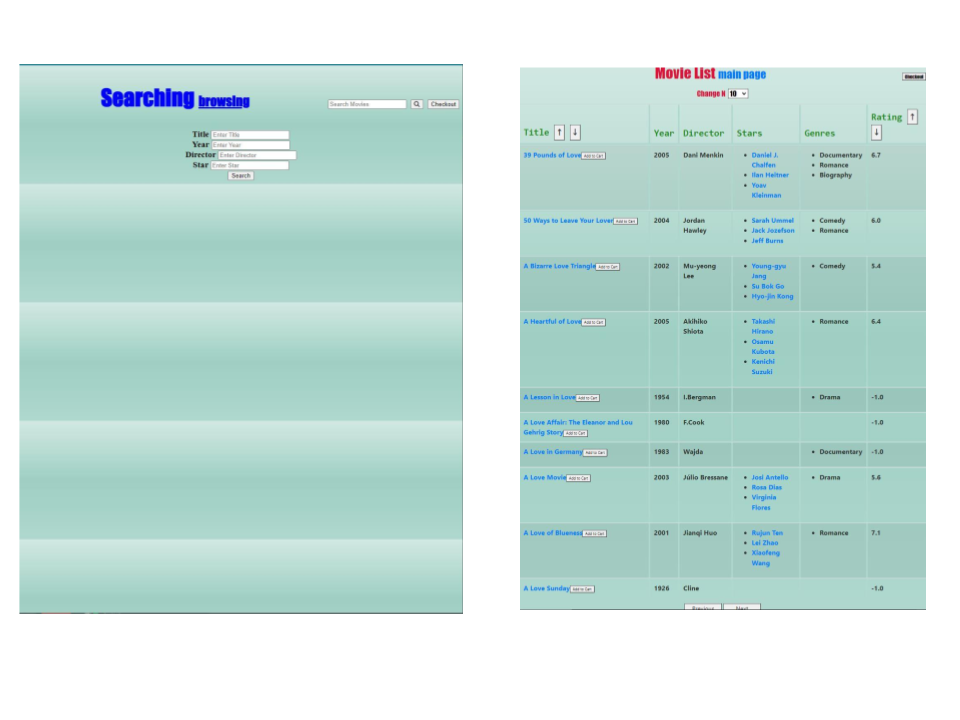 Searching browsing
Search Movies
Checkout
Title Enter Title
Year Enter Year
Director Enter Director
Star Enter Star
Search
Movie List main page
Checkout
Change N 10
Title ↑ ↓ Year Director Stars Genres Rating ↑ ↓
39 Pounds of Love Add to Cart 2005 Dani Menkin
• Daniel J. Chalfen
• Ilan Heitner
• Yoav Kleinman
• Documentary
• Romance
• Biography
6.7
50 Ways to Leave Your Lover Add to Cart 2004 Jordan Hawley
• Sarah Ummel
• Jack Jozefson
• Jeff Burns
• Comedy
• Romance
6.0
A Bizarre Love Triangle Add to Cart 2002 Mu-yeong Lee
• Young-gyu Jang
• Su Bok Go
• Hyo-jin Kong
• Comedy
5.4
A Heartful of Love Add to Cart 2005 Akihiko Shiota
• Takashi Hirano
• Osamu Kubota
• Kenichi Suzuki
• Romance
6.4
A Lesson in Love Add to Cart 1954 I.Bergman
• Drama
-1.0
A Love Affair: The Eleanor and Lou Gehrig Story Add to Cart 1980 F.Cook
-1.0
A Love in Germany Add to Cart 1983 Wajda
• Documentary
-1.0
A Love Movie Add to Cart 2003 Júlio Bressane
• Josi Antello
• Rosa Dias
• Virginia Flores
• Drama
5.6
A Love of Blueness Add to Cart 2001 Jianqi Huo
• Rujun Ten
• Lei Zhao
• Xiaofeng Wang
• Romance
7.1
A Love Sunday Add to Cart 1926 Cline
-1.0
Previous Next